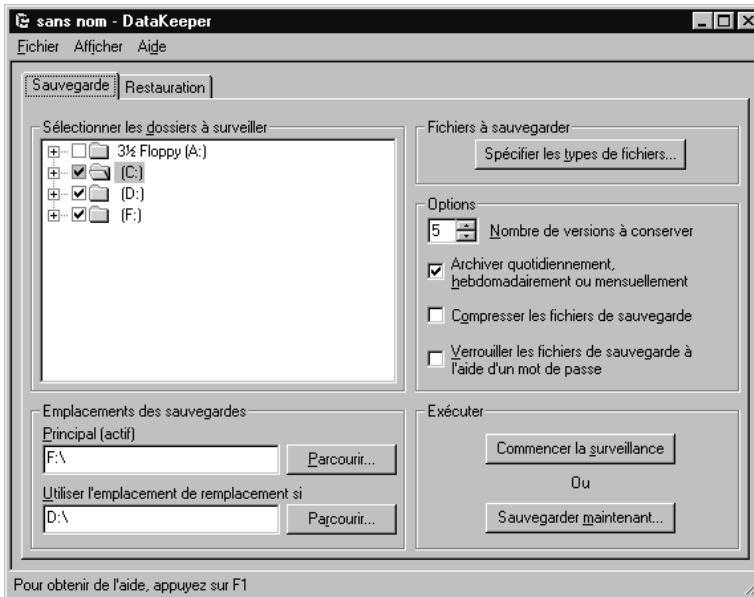 sans nom - DataKeeper
Fichier Afficher Aide
Sauvegarde Restauration
Sélectionner les dossiers à surveiller
3½ Floppy (A:)
(C:)
(D:)
(F:)
Fichiers à sauvegarder
Spécifier les types de fichiers...
Options
5 Nombre de versions à conserver
Archiver quotidiennement,
hebdomadairement ou mensuellement
Compresser les fichiers de sauvegarde
Verrouiller les fichiers de sauvegarde à
l'aide d'un mot de passe
Emplacements des sauvegardes
Principal (actif)
F:\
Parcourir...
Utiliser l'emplacement de remplacement si
D:\
Parcourir...
Exécuter
Commencer la surveillance
Ou
Sauvegarder maintenant...
Pour obtenir de l'aide, appuyez sur F1